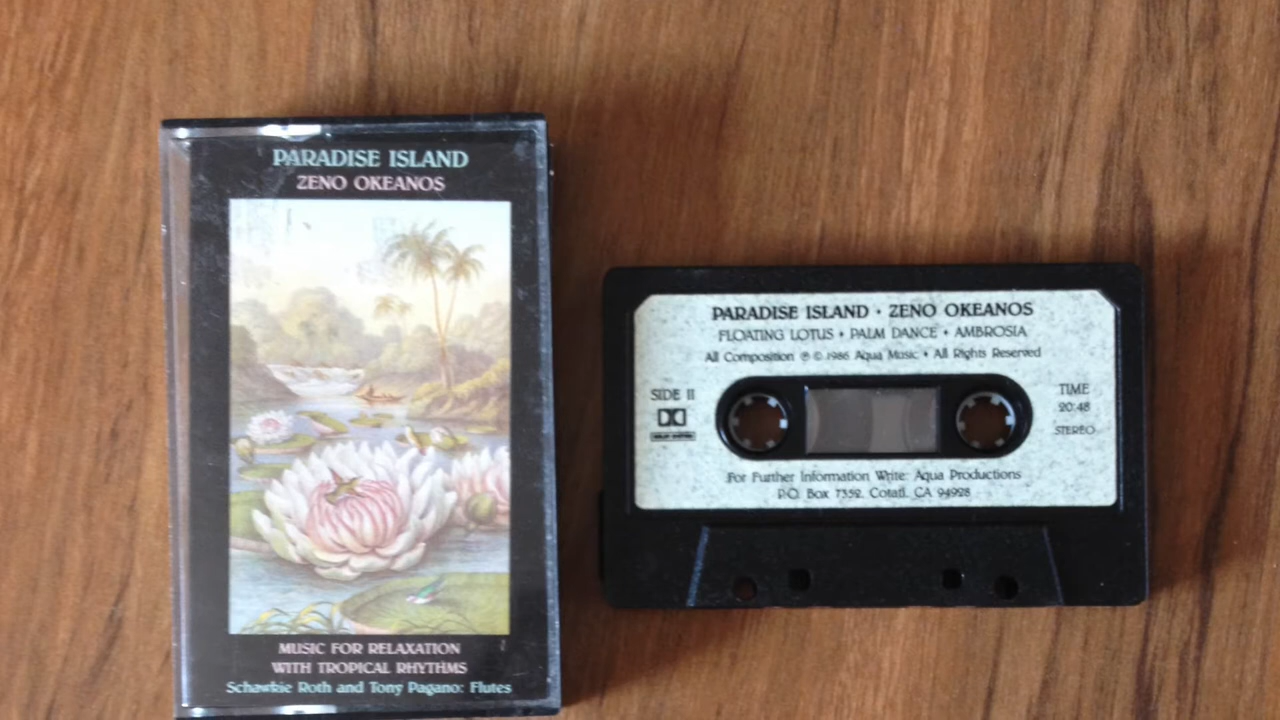 PARADISE ISLAND
ZENO OKEANOS
MUSIC FOR RELAXATION
WITH TROPICAL RHYTHMS
Schawkie Roth and Tony Pagano: Flutes
PARADISE ISLAND • ZENO OKEANOS
FLOATING LOTUS • PALM DANCE • AMBROSIA
All Composition ℗ © 1986 Aqua Music • All Rights Reserved
SIDE II
TIME
20:48
STEREO
For Further Information Write: Aqua Productions
P.O. Box 7352, Cotati, CA 94928